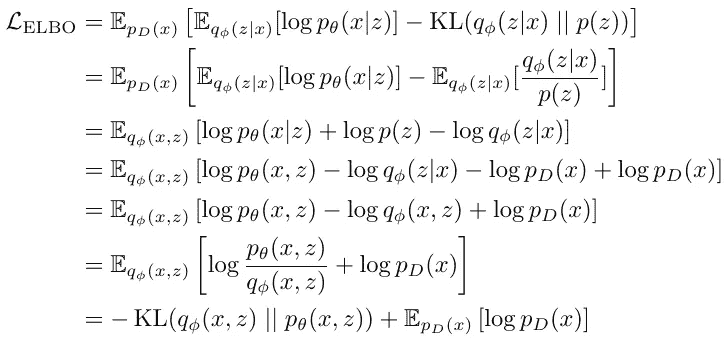 \mathcal{L}_{\text{ELBO}} = \mathbb{E}_{p_D(x)} \left[ \mathbb{E}_{q_\phi(z|x)}[\log p_\theta(x|z)] - \text{KL}(q_\phi(z|x) \,||\, p(z)) \right]
= \mathbb{E}_{p_D(x)} \left[ \mathbb{E}_{q_\phi(z|x)}[\log p_\theta(x|z)] - \mathbb{E}_{q_\phi(z|x)}[\frac{q_\phi(z|x)}{p(z)}] \right]
= \mathbb{E}_{q_\phi(x,z)} \left[ \log p_\theta(x|z) + \log p(z) - \log q_\phi(z|x) \right]
= \mathbb{E}_{q_\phi(x,z)} \left[ \log p_\theta(x,z) - \log q_\phi(z|x) - \log p_D(x) + \log p_D(x) \right]
= \mathbb{E}_{q_\phi(x,z)} \left[ \log p_\theta(x,z) - \log q_\phi(x,z) + \log p_D(x) \right]
= \mathbb{E}_{q_\phi(x,z)} \left[ \log \frac{p_\theta(x,z)}{q_\phi(x,z)} + \log p_D(x) \right]
= -\text{KL}(q_\phi(x,z) \,||\, p_\theta(x,z)) + \mathbb{E}_{p_D(x)} \left[ \log p_D(x) \right]